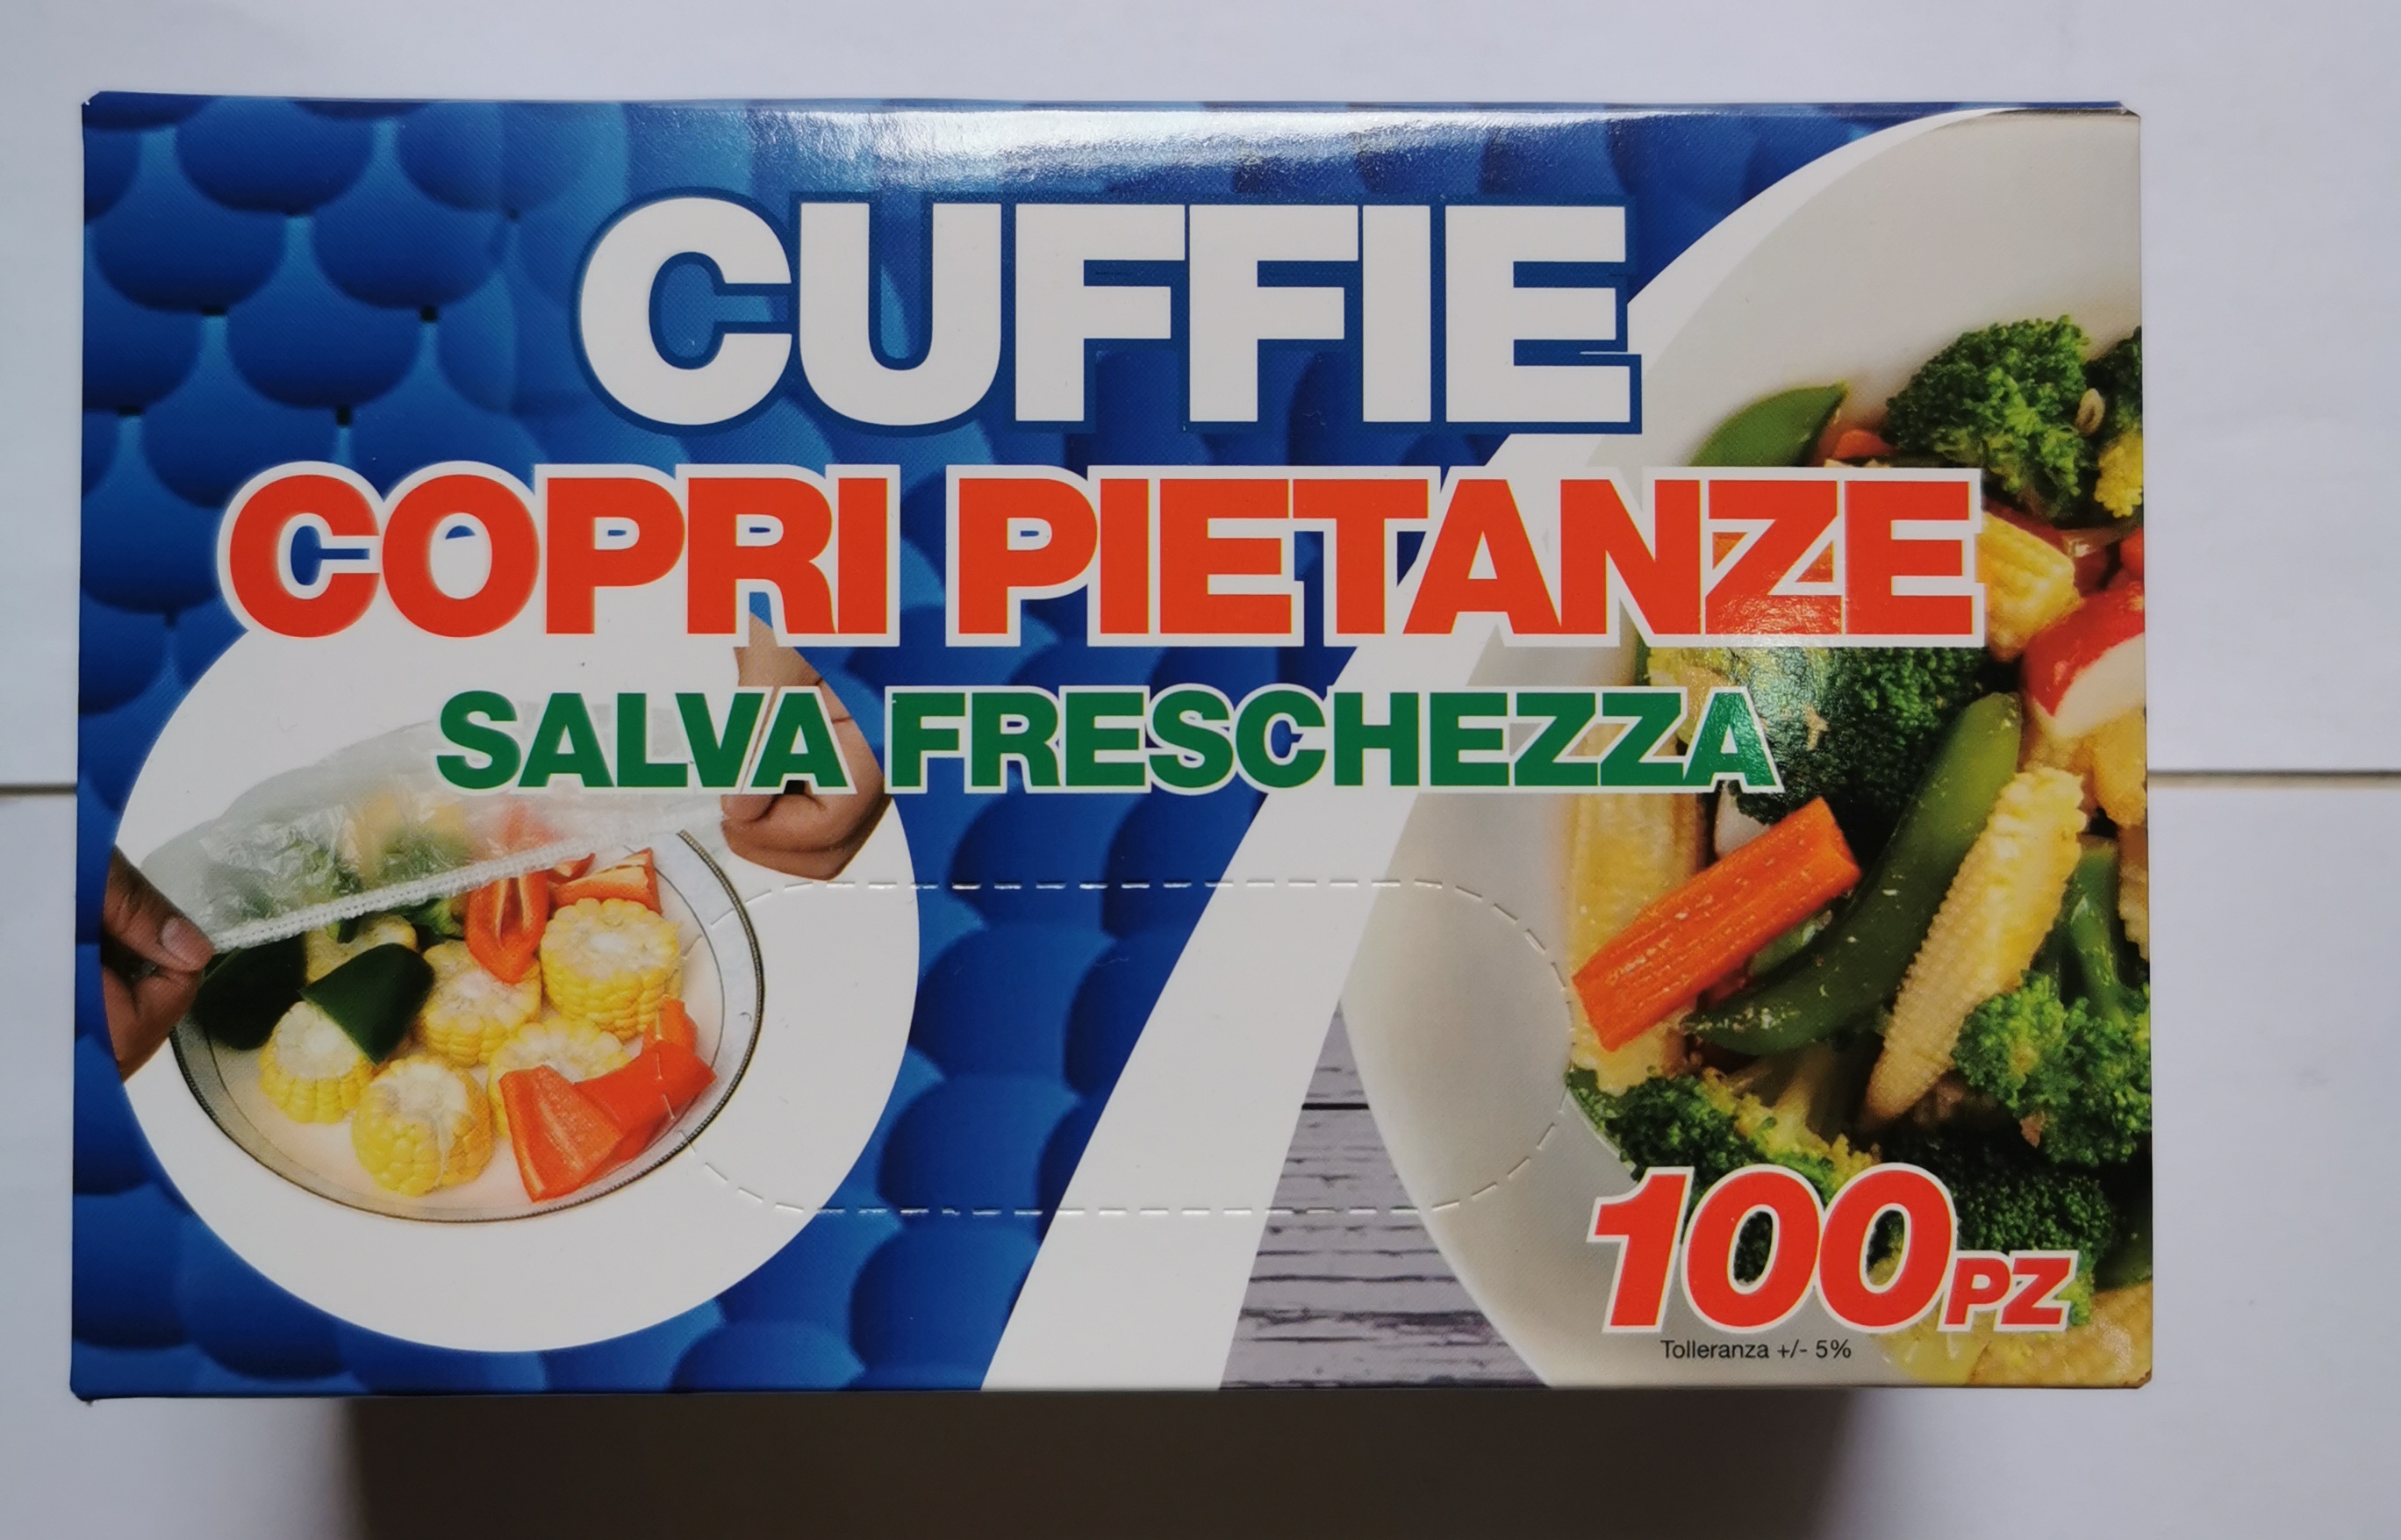 CUFFIE
COPRI PIETANZE
SALVA FRESCHEZZA
100PZ
Tolleranza +/- 5%